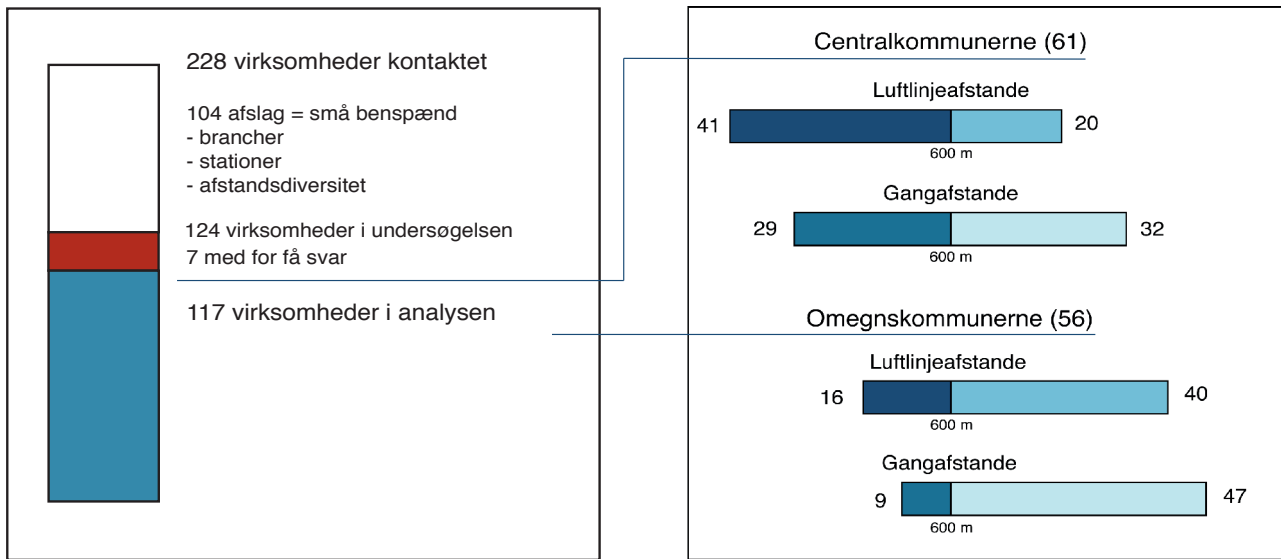 228 virksomheder kontaktet
104 afslag = små benspænd
- brancher
- stationer
- afstandsdiversitet
124 virksomheder i undersøgelsen
7 med for få svar
117 virksomheder i analysen
Centralkommunerne (61)
Luftlinjeafstande
41
20
600 m
Gangafstande
29
32
600 m
Omegnskommunerne (56)
Luftlinjeafstande
16
40
600 m
Gangafstande
9
47
600 m